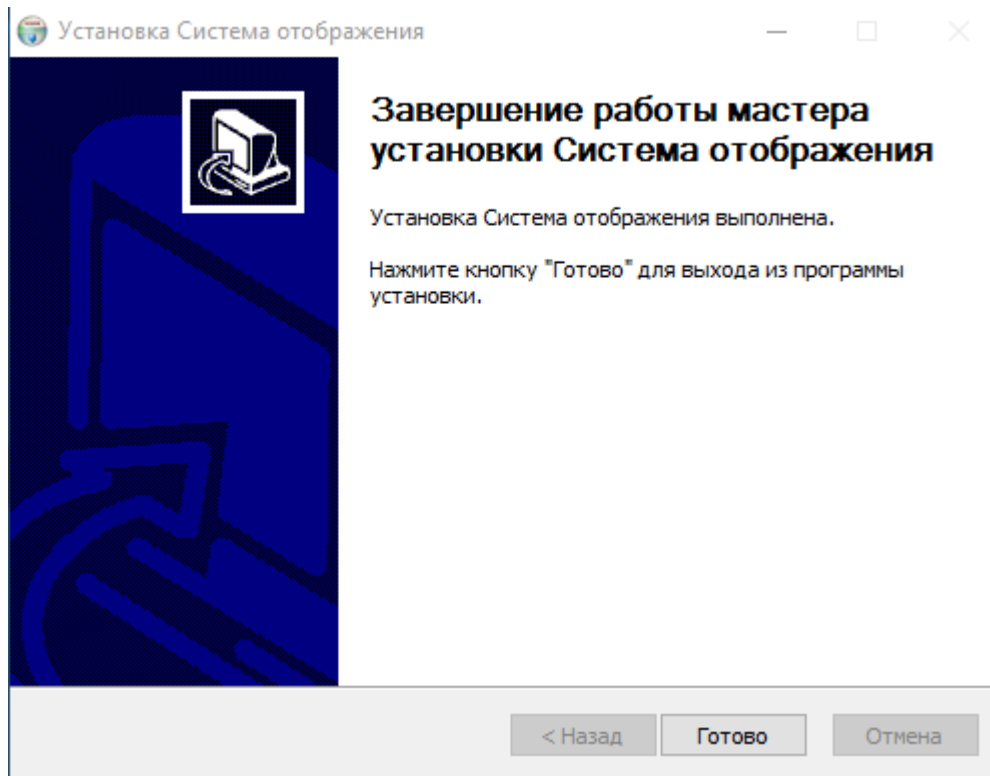 Установка Система отображения
Завершение работы мастера
установки Система отображения
Установка Система отображения выполнена.
Нажмите кнопку "Готово" для выхода из программы
установки.
< Назад
Готово
Отмена